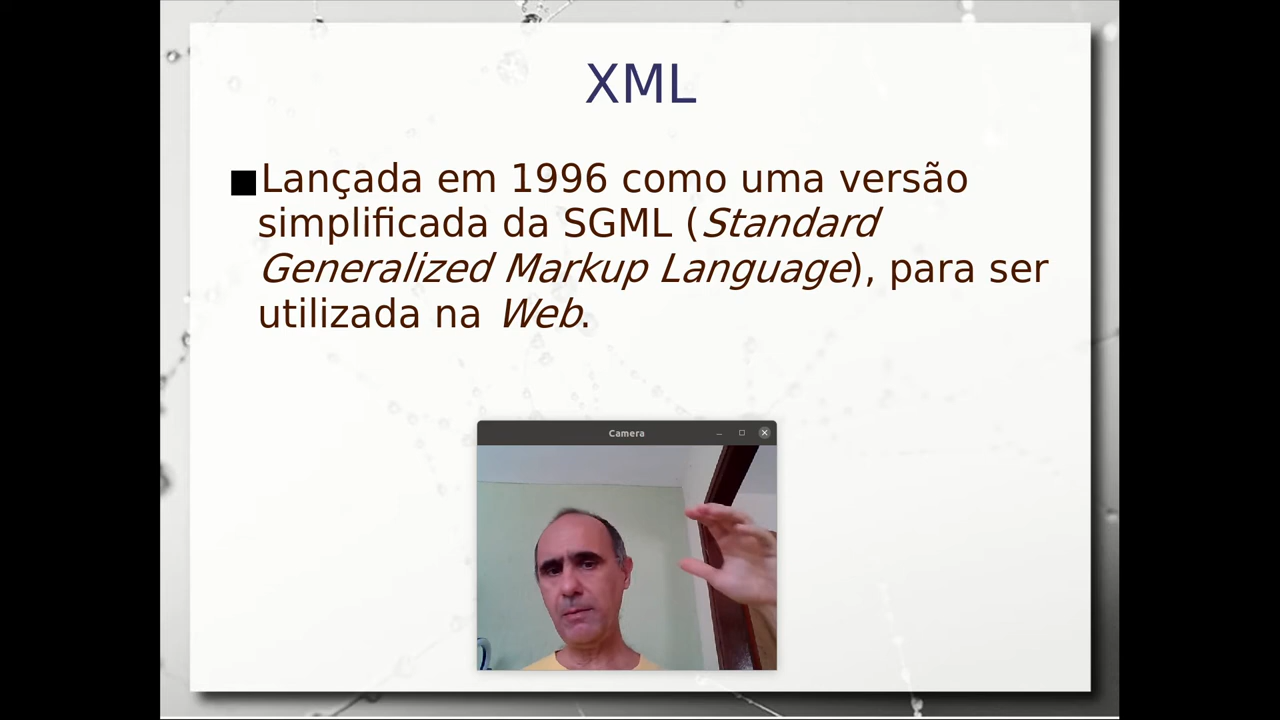 XML
Lançada em 1996 como uma versão
simplificada da SGML (Standard
Generalized Markup Language), para ser
utilizada na Web.
Camera